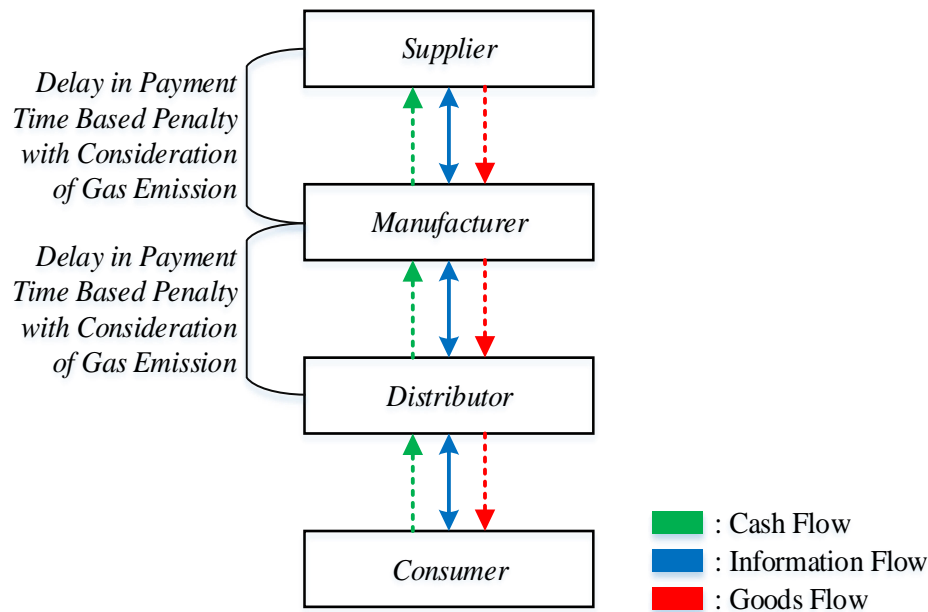 Supplier
Delay in Payment
Time Based Penalty
with Consideration
of Gas Emission
Manufacturer
Delay in Payment
Time Based Penalty
with Consideration
of Gas Emission
Distributor
Consumer
: Cash Flow
: Information Flow
: Goods Flow